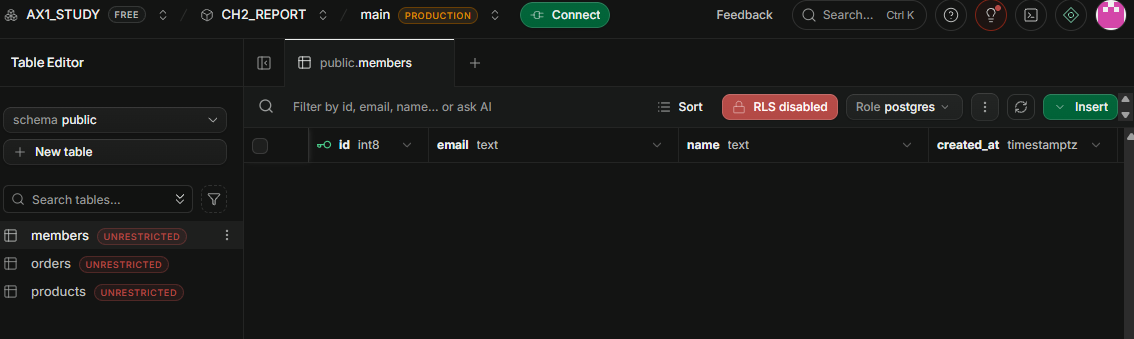 AX1_STUDY FREE / CH2_REPORT / main PRODUCTION Connect Feedback Search... Ctrl K
Table Editor
public.members
schema public
New table
Search tables...
members UNRESTRICTED
orders UNRESTRICTED
products UNRESTRICTED
Filter by id, email, name... or ask AI Sort RLS disabled Role postgres Insert
id int8 email text name text created_at timestamptz